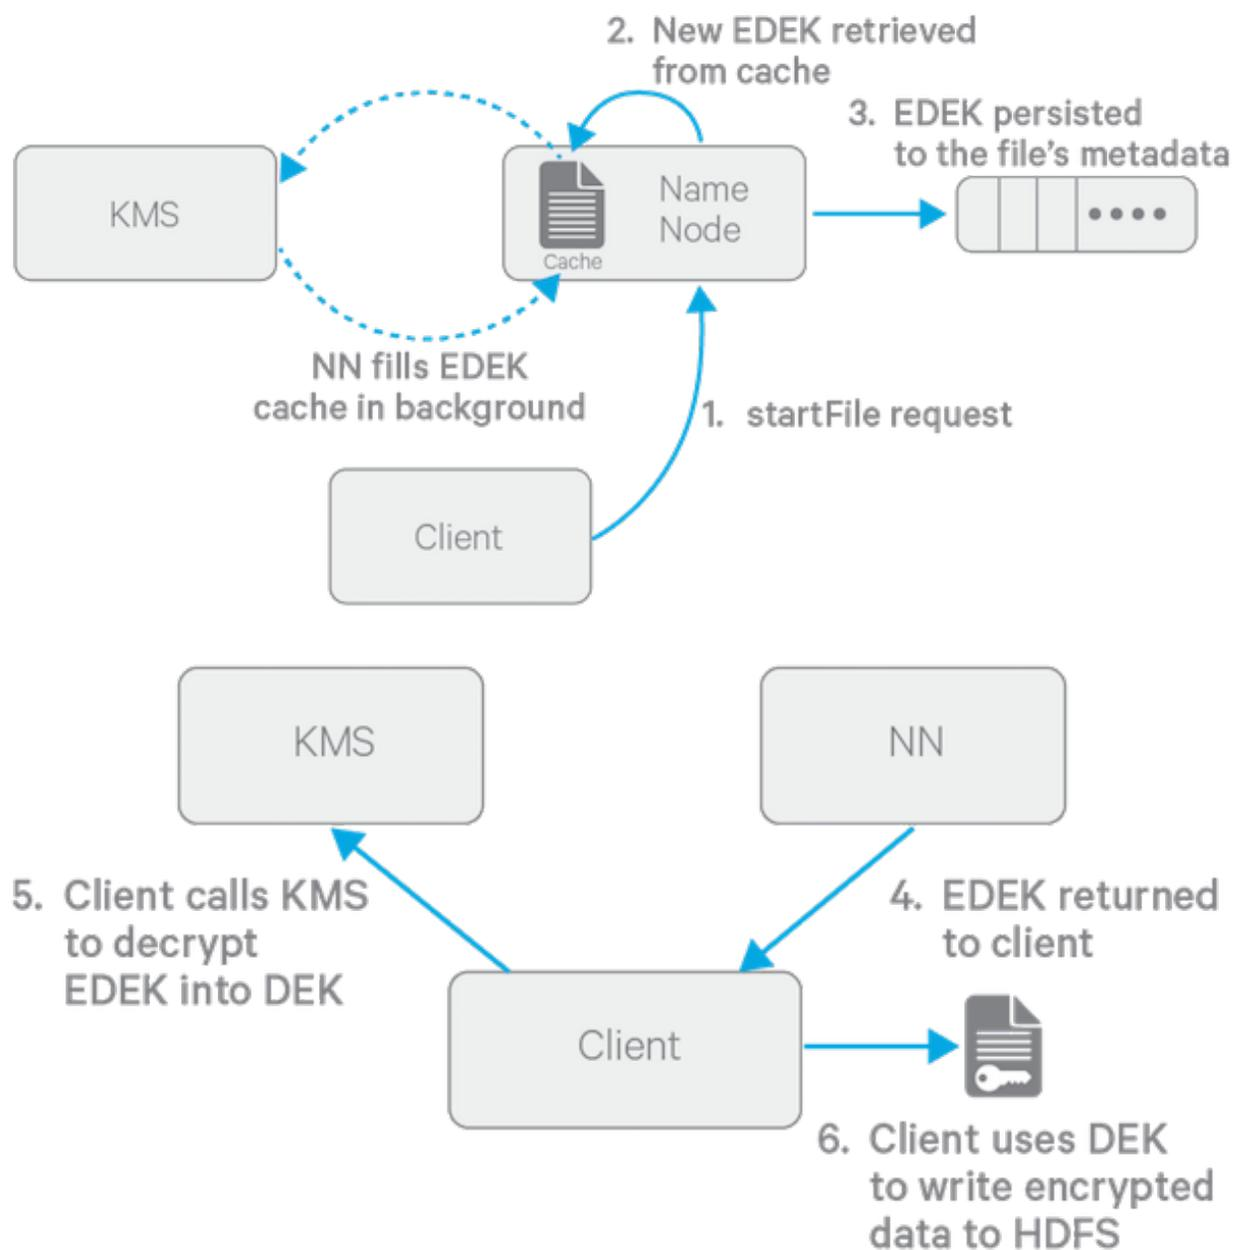 2. New EDEK retrieved
from cache
3. EDEK persisted
to the file's metadata
KMS
Name
Node
Cache
NN fills EDEK
cache in background
1. startFile request
Client
KMS
NN
5. Client calls KMS
to decrypt
EDEK into DEK
4. EDEK returned
to client
Client
6. Client uses DEK
to write encrypted
data to HDFS